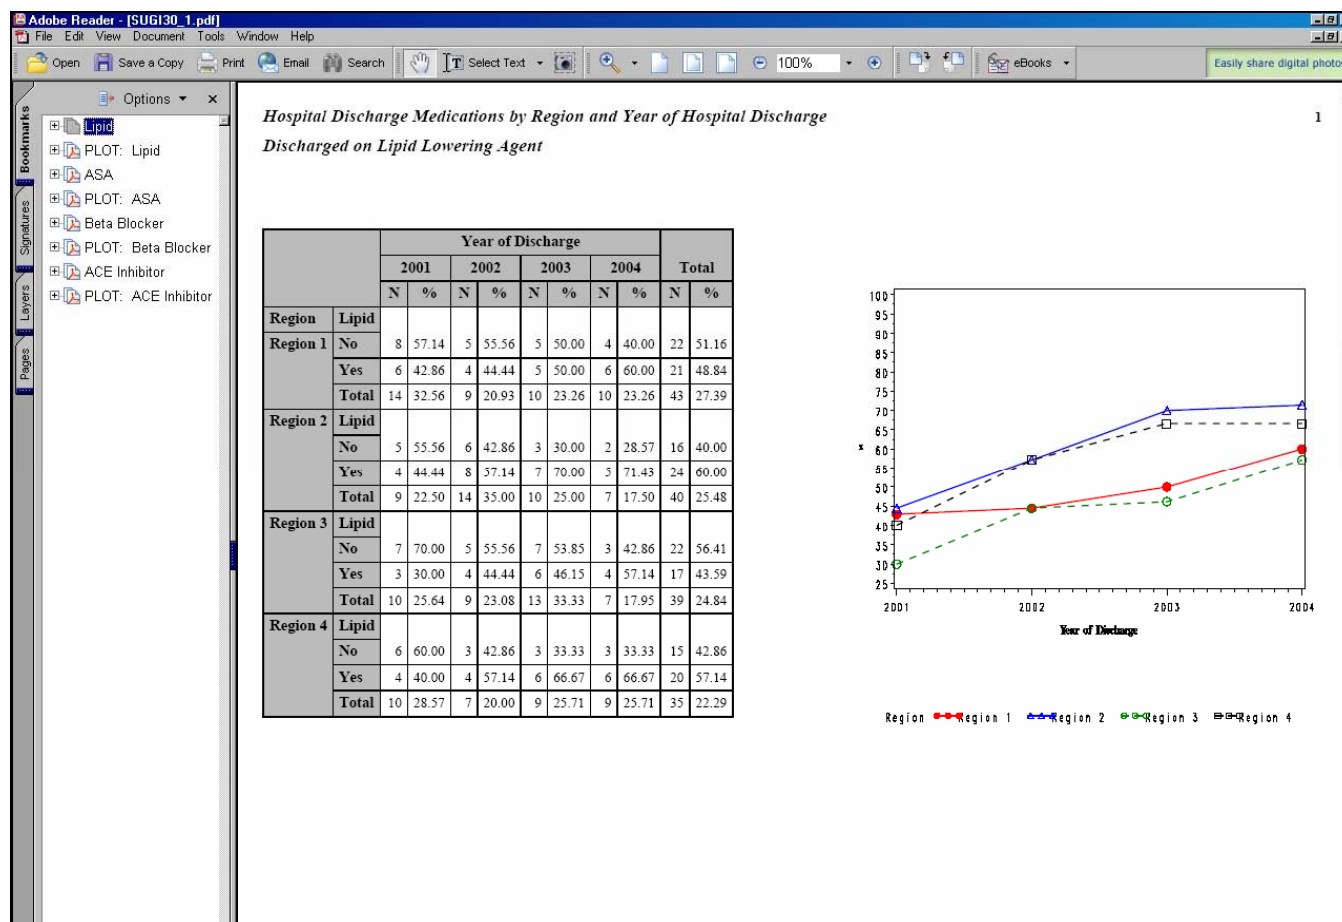 Adobe Reader - [SUGI30_1.pdf]
File Edit View Document Tools Window Help
Open Save a Copy Print Email Search Select Text 100% eBooks Easily share digital photo
Bookmarks
Signatures
Layers
Pages
Options
Lipid
PLOT: Lipid
ASA
PLOT: ASA
Beta Blocker
PLOT: Beta Blocker
ACE Inhibitor
PLOT: ACE Inhibitor
Hospital Discharge Medications by Region and Year of Hospital Discharge 1
Discharged on Lipid Lowering Agent
Year of Discharge
2001 2002 2003 2004 Total
N % N % N % N % N %
Region Lipid
Region 1 No 8 57.14 5 55.56 5 50.00 4 40.00 22 51.16
Yes 6 42.86 4 44.44 5 50.00 6 60.00 21 48.84
Total 14 32.56 9 20.93 10 23.26 10 23.26 43 27.39
Region 2 Lipid
No 5 55.56 6 42.86 3 30.00 2 28.57 16 40.00
Yes 4 44.44 8 57.14 7 70.00 5 71.43 24 60.00
Total 9 22.50 14 35.00 10 25.00 7 17.50 40 25.48
Region 3 Lipid
No 7 70.00 5 55.56 7 53.85 3 42.86 22 56.41
Yes 3 30.00 4 44.44 6 46.15 4 57.14 17 43.59
Total 10 25.64 9 23.08 13 33.33 7 17.95 39 24.84
Region 4 Lipid
No 6 60.00 3 42.86 3 33.33 3 33.33 15 42.86
Yes 4 40.00 4 57.14 6 66.67 6 66.67 20 57.14
Total 10 28.57 7 20.00 9 25.71 9 25.71 35 22.29
100
95
90
85
80
75
70
65
60
55
50
45
40
35
30
25
2001 2002 2003 2004
Year of Discharge
Region Region 1 Region 2 Region 3 Region 4